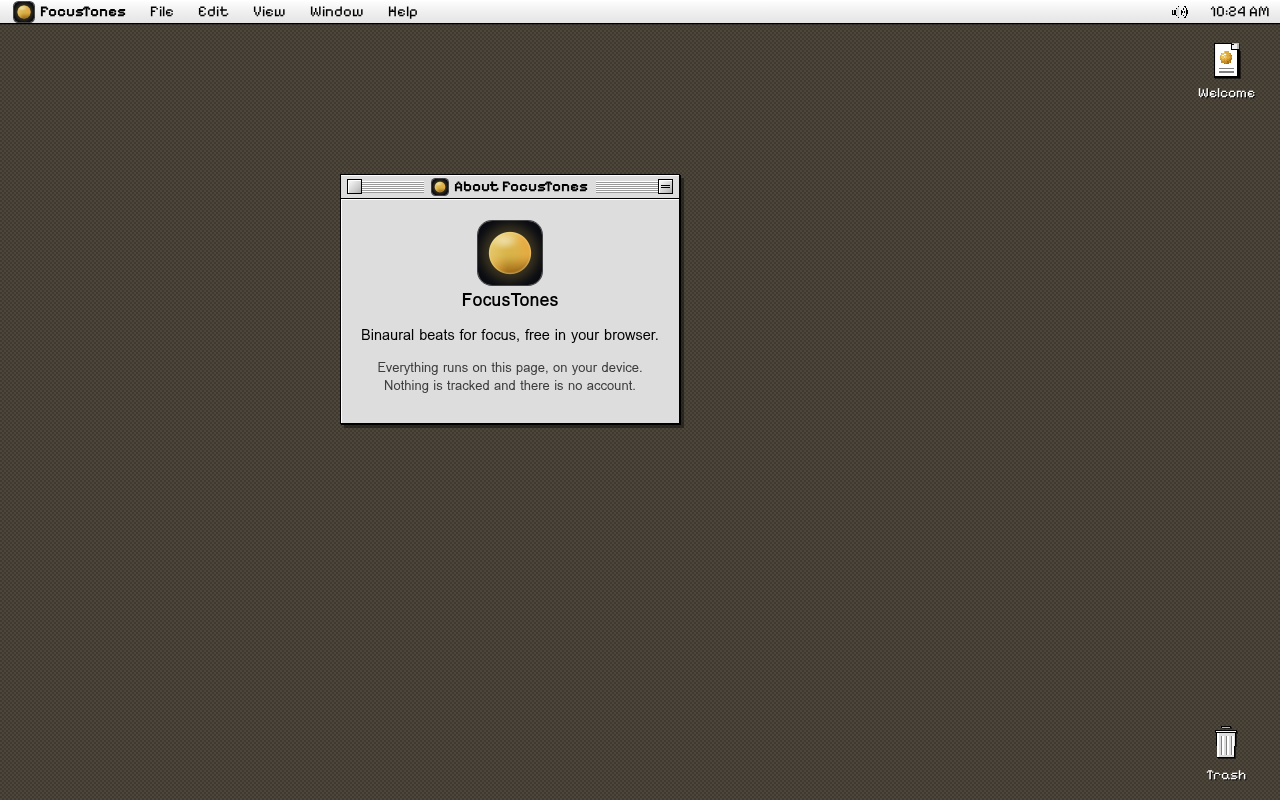 FocusTones File Edit View Window Help 10:24 AM
Welcome
About FocusTones
FocusTones
Binaural beats for focus, free in your browser.
Everything runs on this page, on your device.
Nothing is tracked and there is no account.
Trash